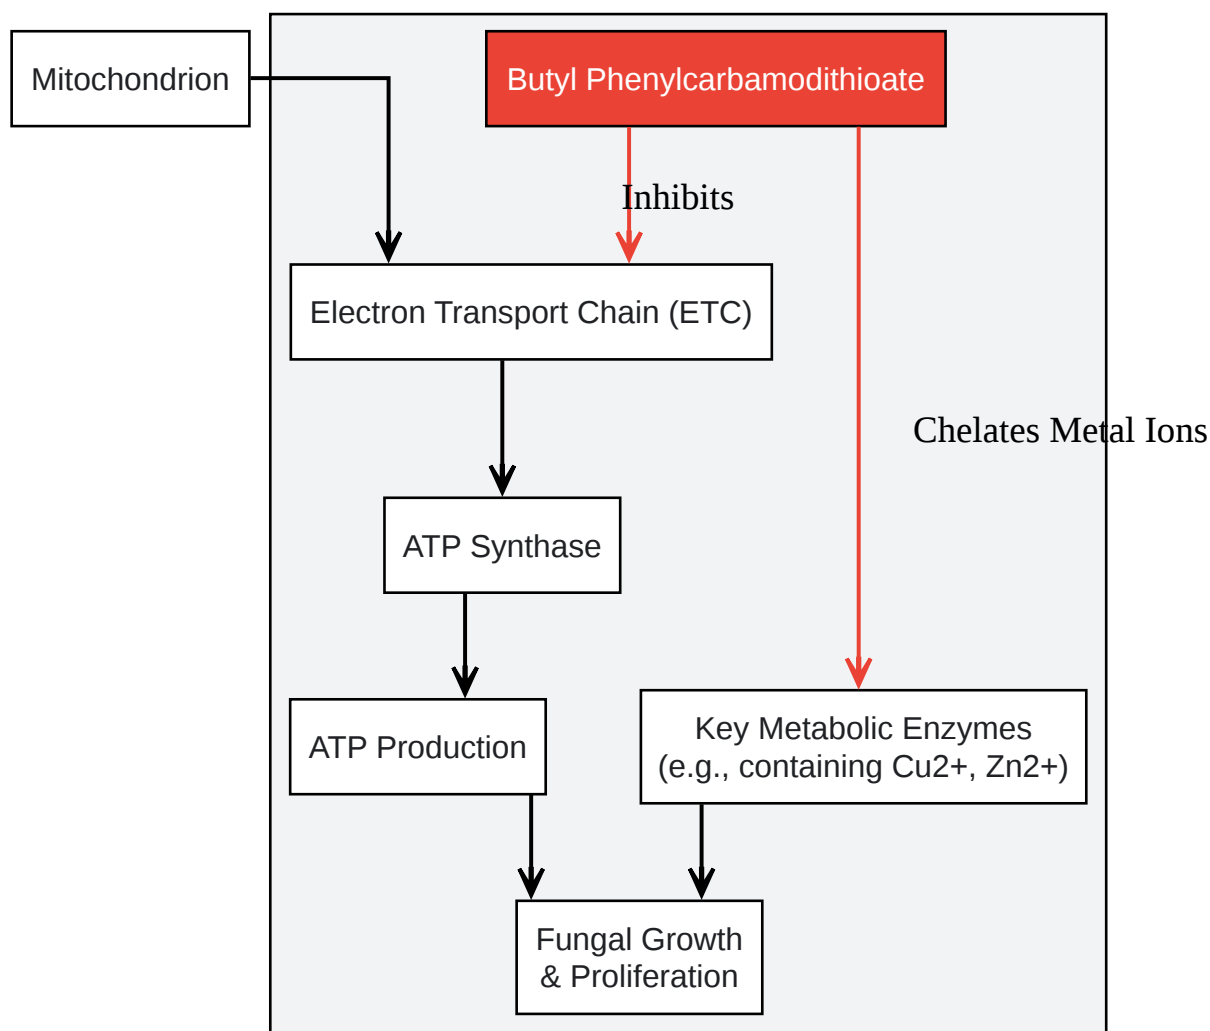 Mitochondrion
Butyl Phenylcarbamodithioate
Inhibits
Electron Transport Chain (ETC)
Chelates Metal Ions
ATP Synthase
ATP Production
Key Metabolic Enzymes
(e.g., containing Cu2+, Zn2+)
Fungal Growth
& Proliferation